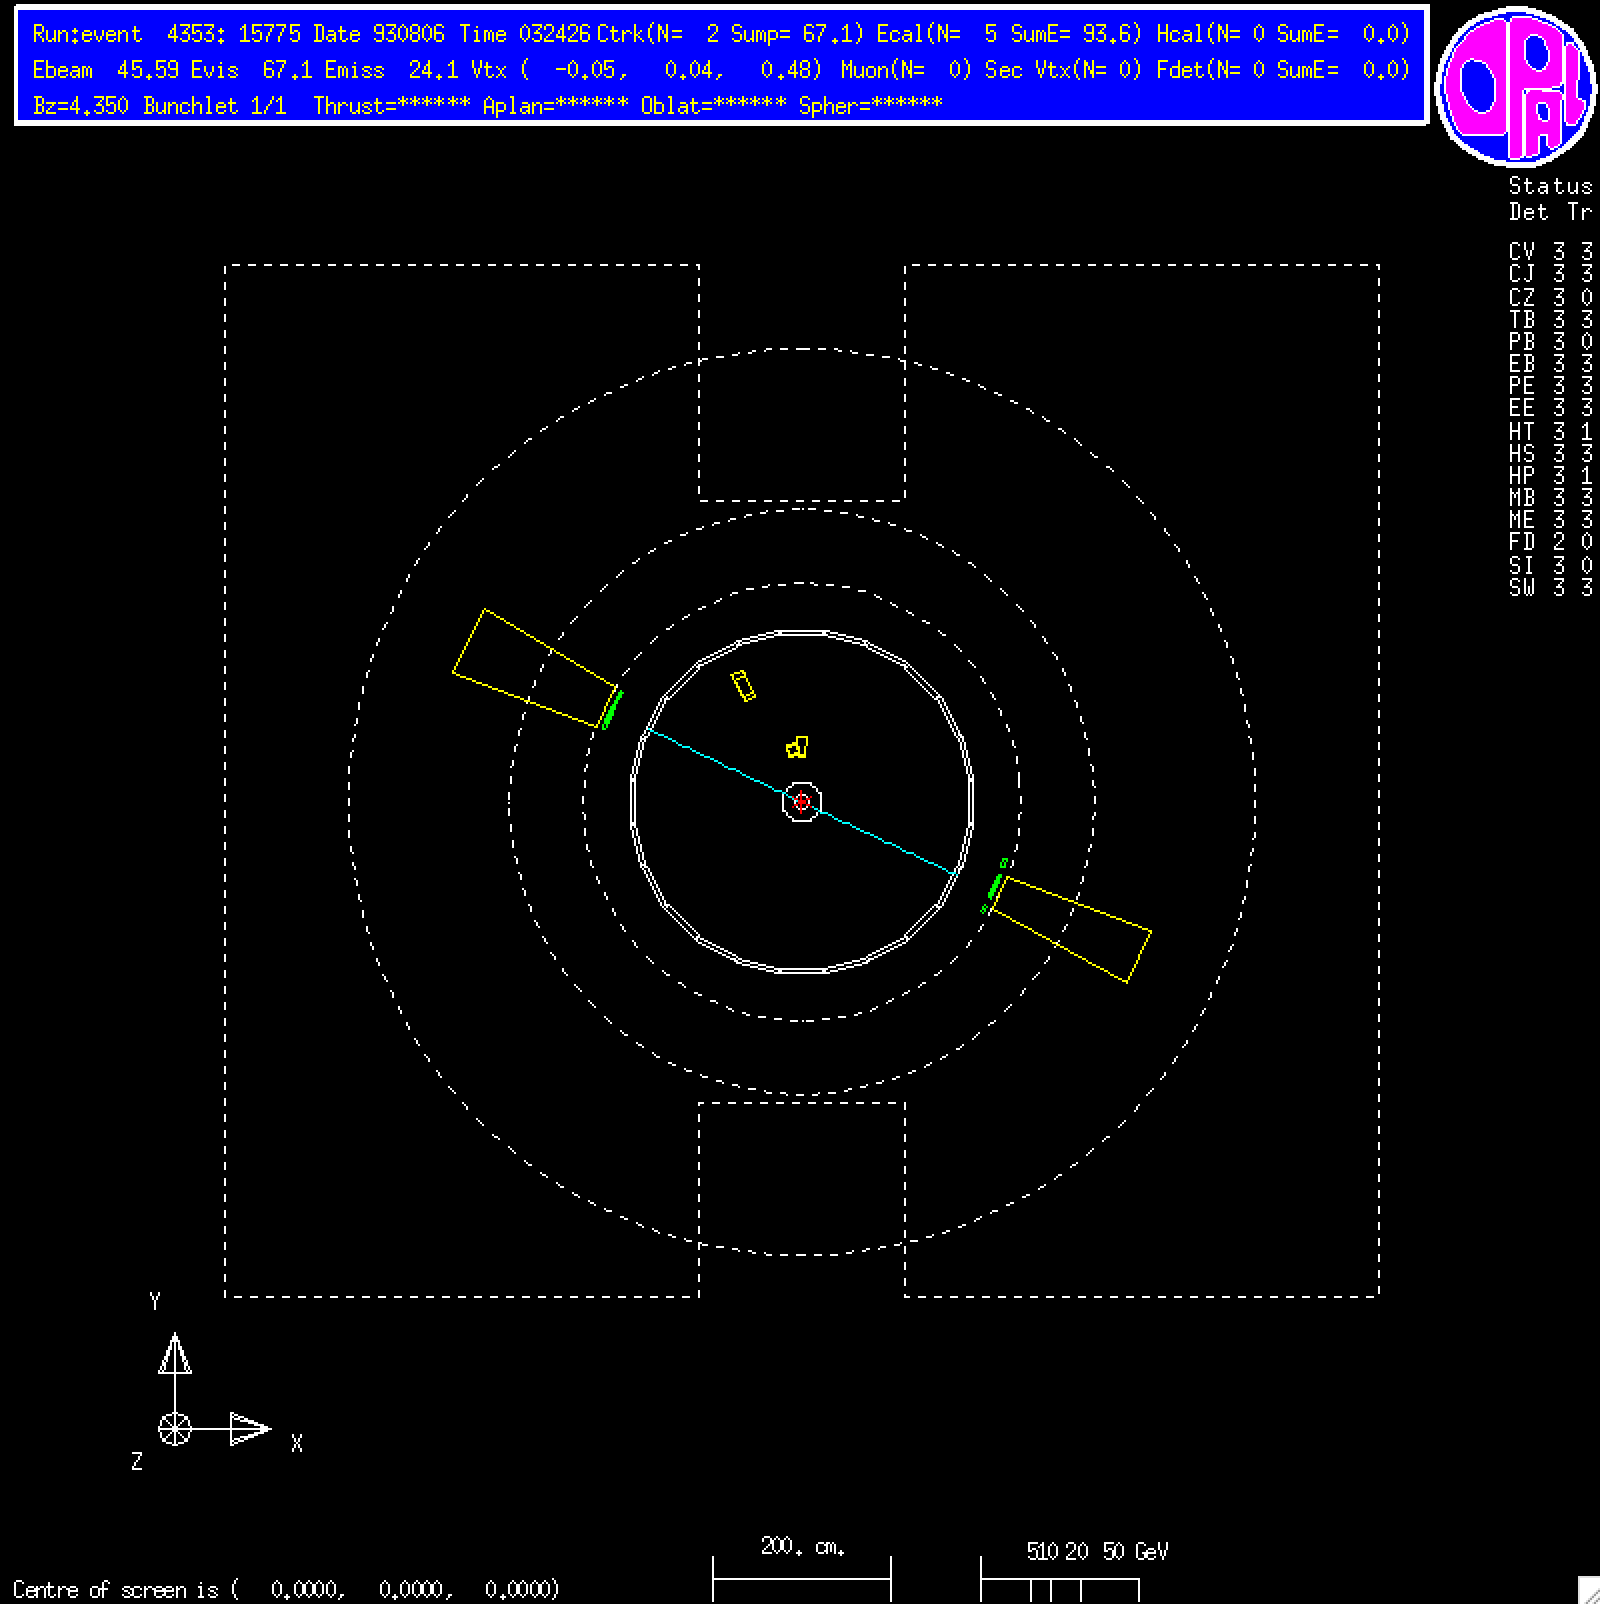 Run:event 4353: 15775 Date 930806 Time 032426 Ctrk(N= 2 Sump= 67.1) Ecal(N= 5 SumE= 93.6) Hcal(N= 0 SumE= 0.0)
Ebeam 45.59 Evis 67.1 Emiss 24.1 Vtx ( -0.05, 0.04, 0.48) Muon(N= 0) Sec Vtx(N= 0) Fdet(N= 0 SumE= 0.0)
Bz=4.350 Bunchlet 1/1 Thrust=****** Aplan=****** Oblat=****** Spher=******
OPAL
Status
Det Tr
CV 3 3
CJ 3 3
CZ 3 0
TB 3 3
PB 3 0
EB 3 3
PE 3 3
EE 3 3
HT 3 1
HS 3 3
HP 3 1
MB 3 3
ME 3 3
FD 2 0
SI 3 0
SW 3 3
Y
X
Z
200. cm.
5 10 20 50 GeV
Centre of screen is ( 0.0000, 0.0000, 0.0000)